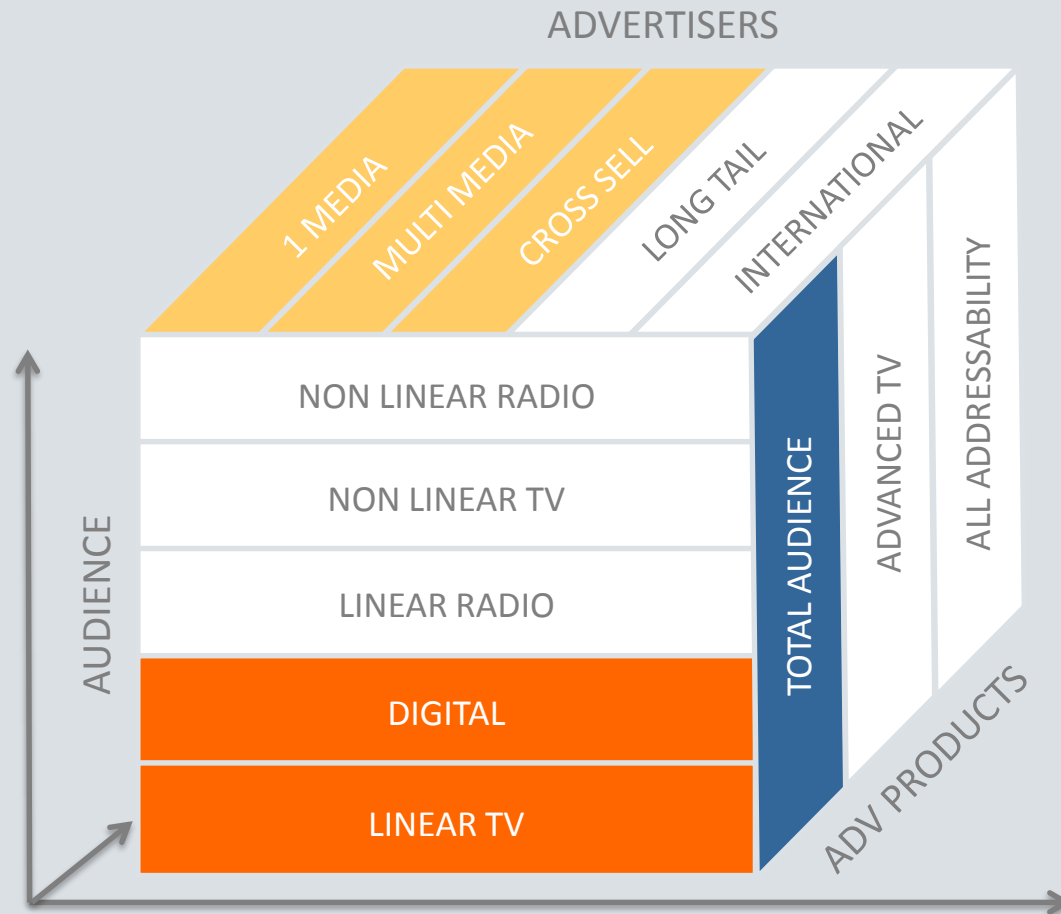 ADVERTISERS
1 MEDIA
MULTI MEDIA
CROSS SELL
LONG TAIL
INTERNATIONAL
AUDIENCE
NON LINEAR RADIO
NON LINEAR TV
LINEAR RADIO
DIGITAL
LINEAR TV
TOTAL AUDIENCE
ADVANCED TV
ALL ADDRESSABILITY
ADV PRODUCTS